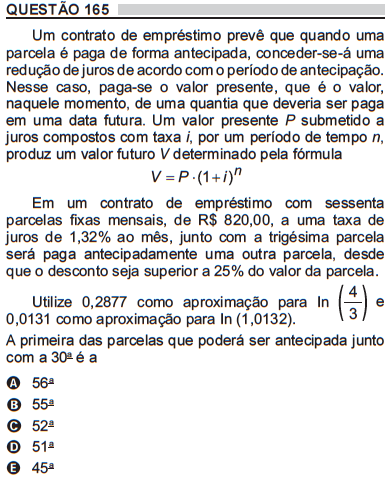 QUESTÃO 165
Um contrato de empréstimo prevê que quando uma
parcela é paga de forma antecipada, conceder-se-á uma
redução de juros de acordo com o período de antecipação.
Nesse caso, paga-se o valor presente, que é o valor,
naquele momento, de uma quantia que deveria ser paga
em uma data futura. Um valor presente P submetido a
juros compostos com taxa i, por um período de tempo n,
produz um valor futuro V determinado pela fórmula
V = P · (1 + i)ⁿ
Em um contrato de empréstimo com sessenta
parcelas fixas mensais, de R$ 820,00, a uma taxa de
juros de 1,32% ao mês, junto com a trigésima parcela
será paga antecipadamente uma outra parcela, desde
que o desconto seja superior a 25% do valor da parcela.
Utilize 0,2877 como aproximação para ln (4/3) e
0,0131 como aproximação para ln (1,0132).
A primeira das parcelas que poderá ser antecipada junto
com a 30ª é a
A 56ª
B 55ª
C 52ª
D 51ª
E 45ª